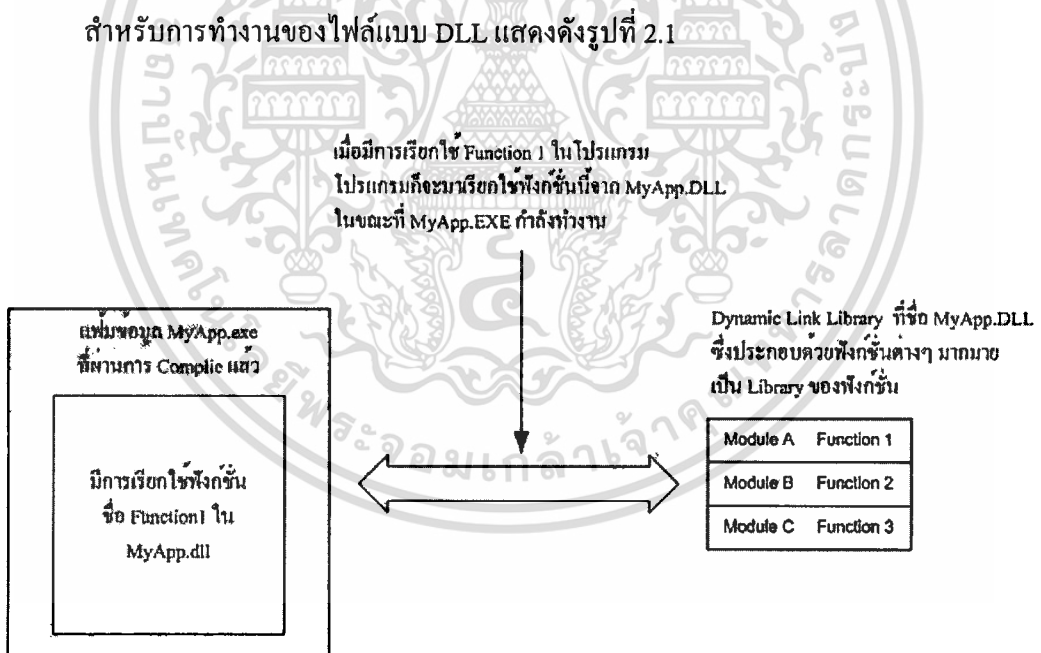 สำหรับการทำงานของไฟล์แบบ DLL แสดงดังรูปที่ 2.1
เมื่อมีการเรียกใช้ Function 1 ในโปรแกรม
โปรแกรมก็จะมาเรียกใช้ฟังก์ชั่นนี้จาก MyApp.DLL
ในขณะที่ MyApp.EXE กำลังทำงาน
แฟ้มข้อมูล MyApp.exe
ที่ผ่านการ Complie แล้ว
มีการเรียกใช้ฟังก์ชั่น
ชื่อ Function1 ใน
MyApp.dll
Dynamic Link Library ที่ชื่อ MyApp.DLL
ซึ่งประกอบด้วยฟังก์ชั่นต่างๆ มากมาย
เป็น Library ของฟังก์ชั่น
Module A Function 1
Module B Function 2
Module C Function 3